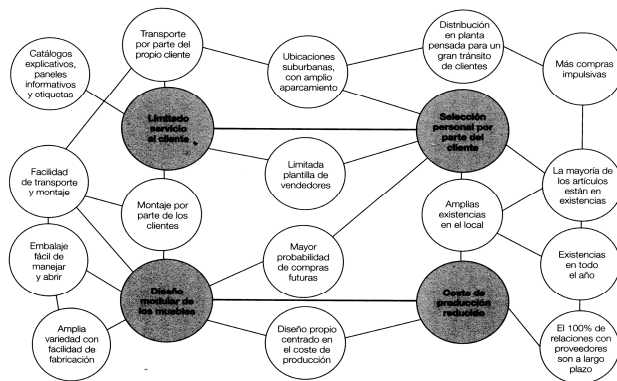 Transporte
por parte del
propio cliente
Catálogos
explicativos,
paneles
informativos
y etiquetas
Ubicaciones
suburbanas,
con amplio
aparcamiento
Distribución
en planta
pensada para un
gran tránsito
de clientes
Más compras
impulsivas
Limitado
servicio
al cliente
Selección
personal por
parte del
cliente
Facilidad
de transporte
y montaje
Limitada
plantilla de
vendedores
La mayoría de
los artículos
están en
existencias
Montaje por
parte de los
clientes
Amplias
existencias
en el local
Embalaje
fácil de
manejar y
abrir
Mayor
probabilidad
de compras
futuras
Existencias
en todo
el año
Diseño
modular de
los muebles
Coste de
producción
reducido
Amplia
variedad con
facilidad de
fabricación
Diseño propio
centrado en
el coste de
producción
El 100% de
relaciones con
proveedores
son a largo
plazo